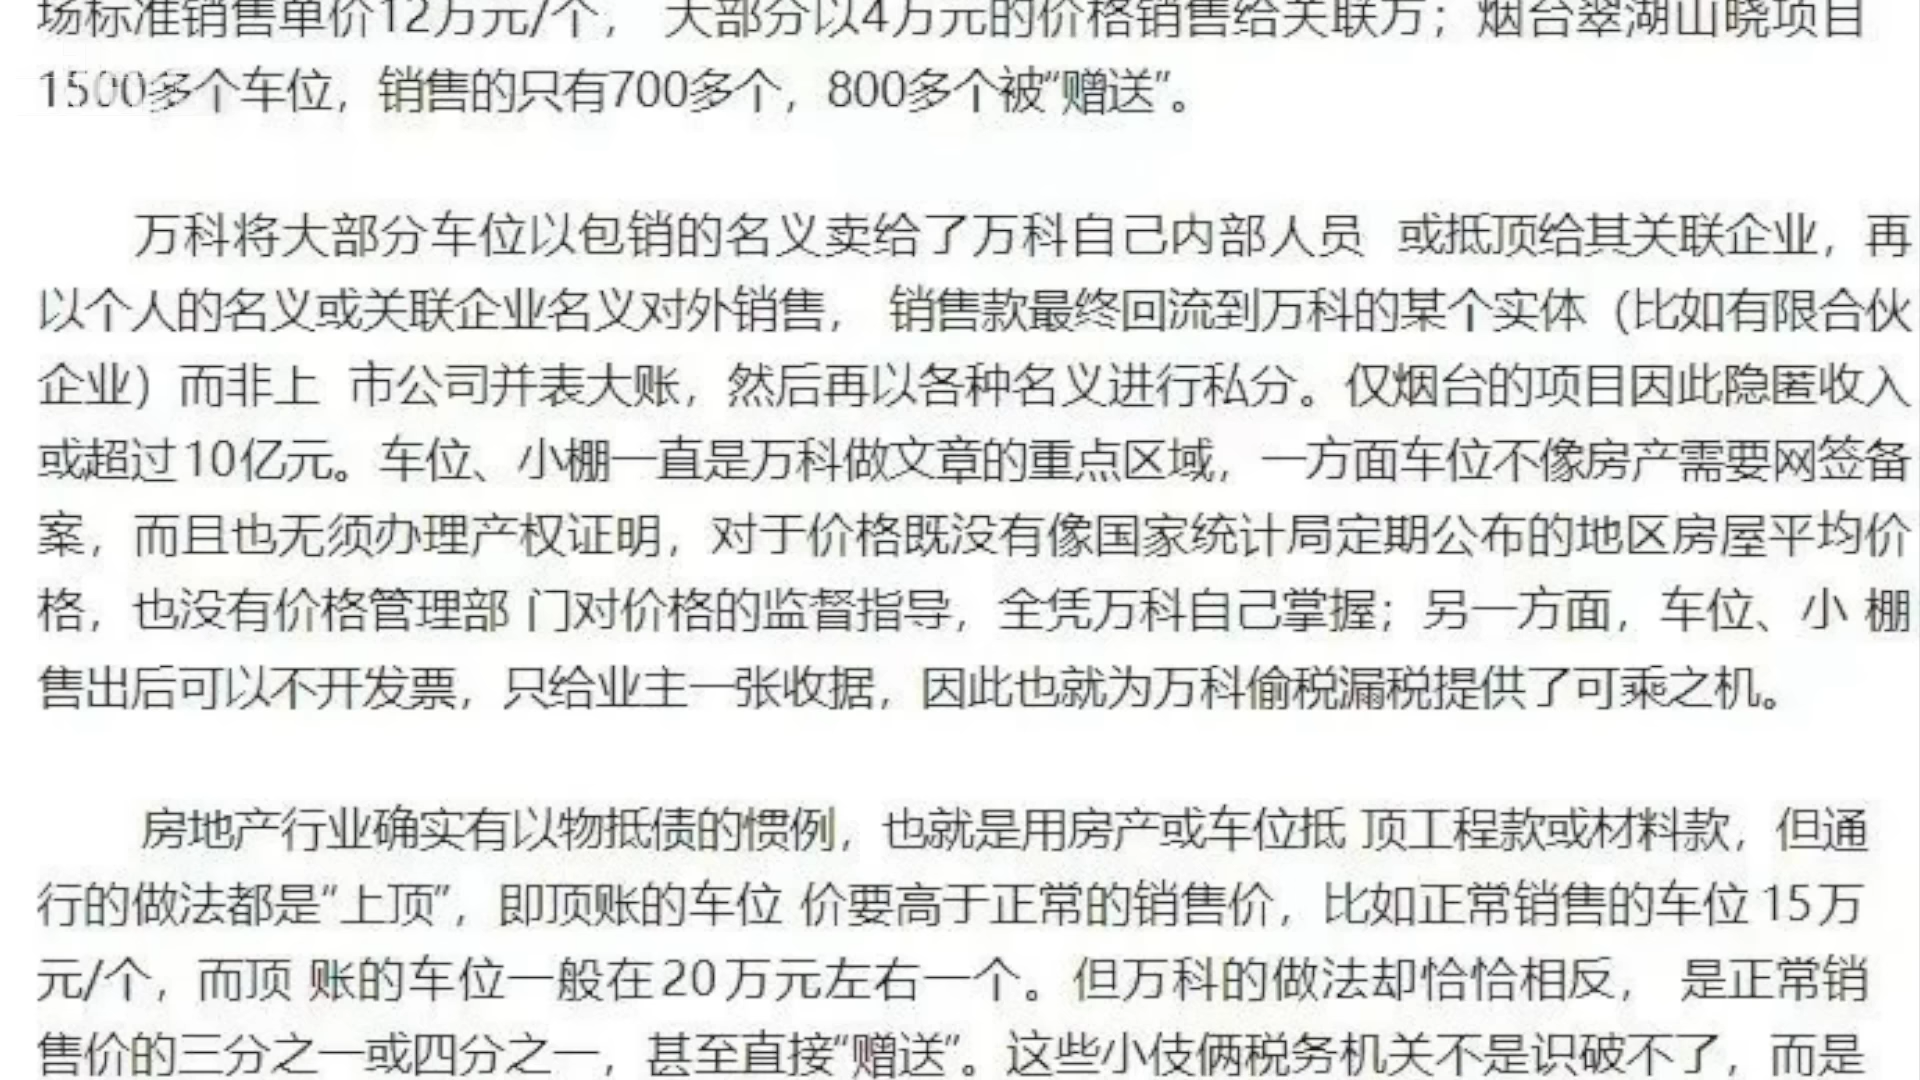 场标准销售单价12万元/个， 大部分以4万元的价格销售给关联方；烟台翠湖山晓项目
1500多个车位，销售的只有700多个，800多个被“赠送”。
万科将大部分车位以包销的名义卖给了万科自己内部人员 或抵顶给其关联企业，再
以个人的名义或关联企业名义对外销售， 销售款最终回流到万科的某个实体（比如有限合伙
企业）而非上 市公司并表大账，然后再以各种名义进行私分。仅烟台的项目因此隐匿收入
或超过10亿元。车位、小棚一直是万科做文章的重点区域，一方面车位不像房产需要网签备
案，而且也无须办理产权证明，对于价格既没有像国家统计局定期公布的地区房屋平均价
格，也没有价格管理部 门对价格的监督指导，全凭万科自己掌握；另一方面，车位、小 棚
售出后可以不开发票，只给业主一张收据，因此也就为万科偷税漏税提供了可乘之机。
房地产行业确实有以物抵债的惯例，也就是用房产或车位抵 顶工程款或材料款，但通
行的做法都是“上顶”，即顶账的车位 价要高于正常的销售价，比如正常销售的车位 15万
元/个，而顶 账的车位一般在20万元左右一个。但万科的做法却恰恰相反， 是正常销
售价的三分之一或四分之一，甚至直接“赠送”。这些小伎俩税务机关不是识破不了，而是